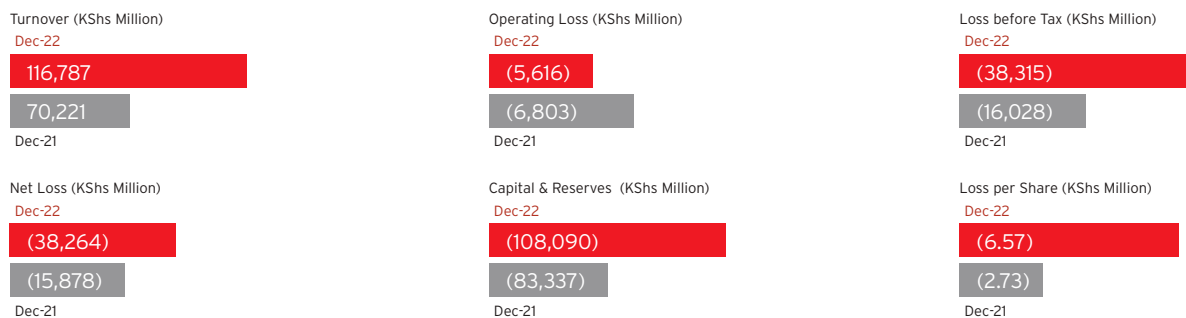 Turnover (KShs Million)
Dec-22
116,787
70,221
Dec-21
Operating Loss (KShs Million)
Dec-22
(5,616)
(6,803)
Dec-21
Loss before Tax (KShs Million)
Dec-22
(38,315)
(16,028)
Dec-21
Net Loss (KShs Million)
Dec-22
(38,264)
(15,878)
Dec-21
Capital & Reserves (KShs Million)
Dec-22
(108,090)
(83,337)
Dec-21
Loss per Share (KShs Million)
Dec-22
(6.57)
(2.73)
Dec-21